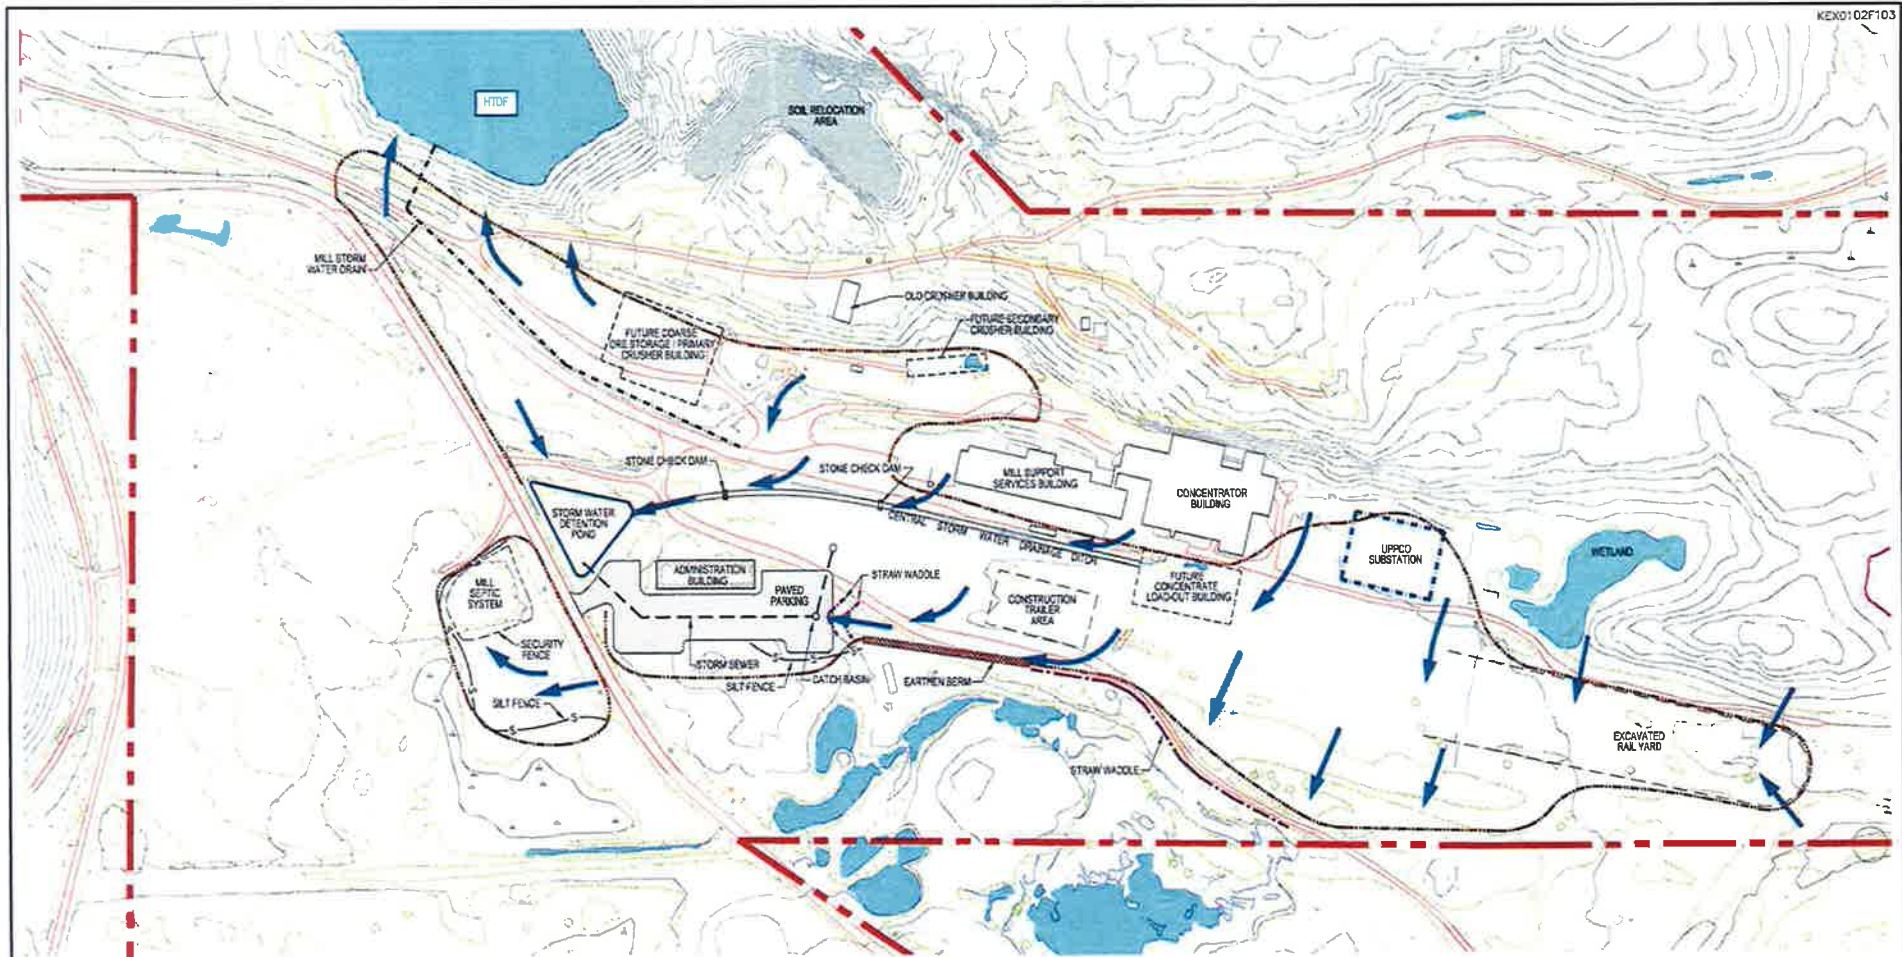 KEX0102F103
HTDF
SOIL RELOCATION
AREA
MILL STORM
WATER DRAIN
OLD CRUSHER BUILDING
FUTURE SECONDARY
CRUSHER BUILDING
FUTURE COARSE
ORE STORAGE / PRIMARY
CRUSHER BUILDING
STONE CHECK DAM
STONE CHECK DAM
MILL SUPPORT
SERVICES BUILDING
CONCENTRATOR
BUILDING
STORM WATER
DETENTION
POND
CENTRAL STORM WATER DRAINAGE DITCH
UPPCO
SUBSTATION
WETLAND
ADMINISTRATION
BUILDING
PAVED
PARKING
STRAW WADDLE
MILL
SEPTIC
SYSTEM
CONSTRUCTION
TRAILER
AREA
FUTURE
CONCENTRATE
LOAD-OUT BUILDING
SECURITY
FENCE
STORM SEWER
SILT FENCE
CATCH BASIN
EARTHEN BERM
SILT FENCE
S
S
S
S
S
S
EXCAVATED
RAIL YARD
STRAW WADDLE